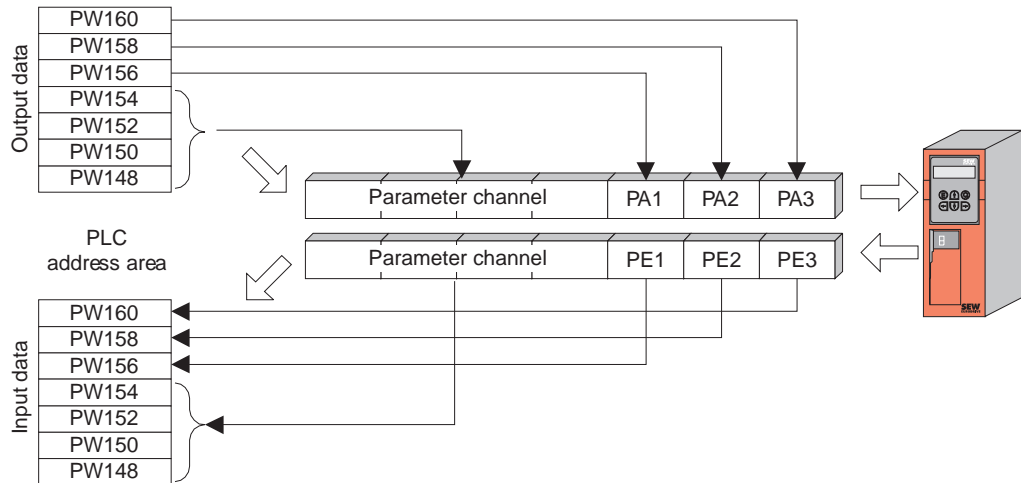 Output data
PW160
PW158
PW156
PW154
PW152
PW150
PW148
Parameter channel
PA1
PA2
PA3
PLC
address area
Parameter channel
PE1
PE2
PE3
Input data
PW160
PW158
PW156
PW154
PW152
PW150
PW148
SEW